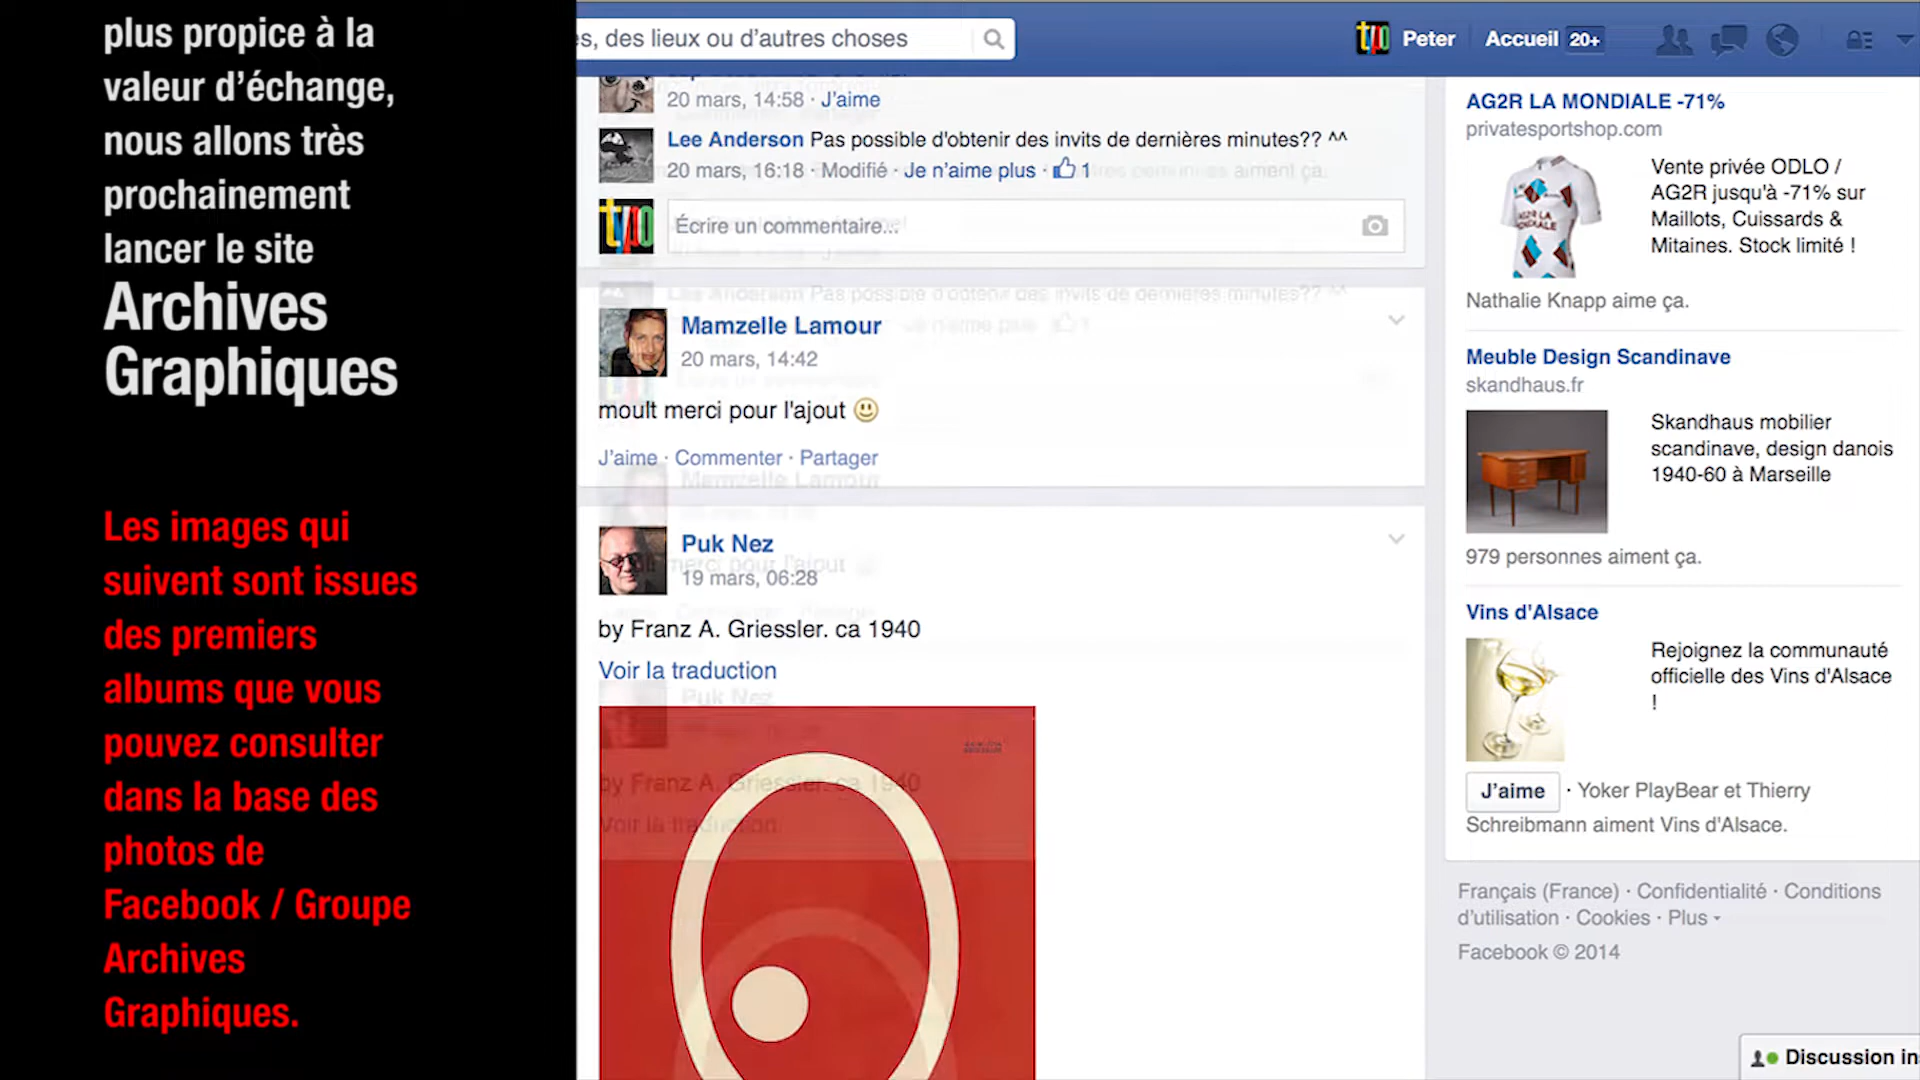 plus propice à la
valeur d’échange,
nous allons très
prochainement
lancer le site
Archives
Graphiques
Les images qui
suivent sont issues
des premiers
albums que vous
pouvez consulter
dans la base des
photos de
Facebook / Groupe
Archives
Graphiques.
des lieux ou d’autres choses
typo Peter Accueil 20+
20 mars, 14:58 · J’aime
Lee Anderson Pas possible d'obtenir des invits de dernières minutes?? ^^
20 mars, 16:18 · Modifié · Je n’aime plus · 1
typo Écrire un commentaire...
Mamzelle Lamour
20 mars, 14:42
moult merci pour l'ajout
J’aime · Commenter · Partager
Puk Nez
19 mars, 06:28
by Franz A. Griessler. ca 1940
Voir la traduction
AG2R LA MONDIALE -71%
privatesportshop.com
Vente privée ODLO /
AG2R jusqu'à -71% sur
Maillots, Cuissards &
Mitaines. Stock limité !
AG2R LA
MONDIALE
Nathalie Knapp aime ça.
Meuble Design Scandinave
skandhaus.fr
Skandhaus mobilier
scandinave, design danois
1940-60 à Marseille
979 personnes aiment ça.
Vins d'Alsace
Rejoignez la communauté
officielle des Vins d'Alsace
!
J’aime · Yoker PlayBear et Thierry
Schreibmann aiment Vins d'Alsace.
Français (France) · Confidentialité · Conditions
d’utilisation · Cookies · Plus
Facebook © 2014
Discussion